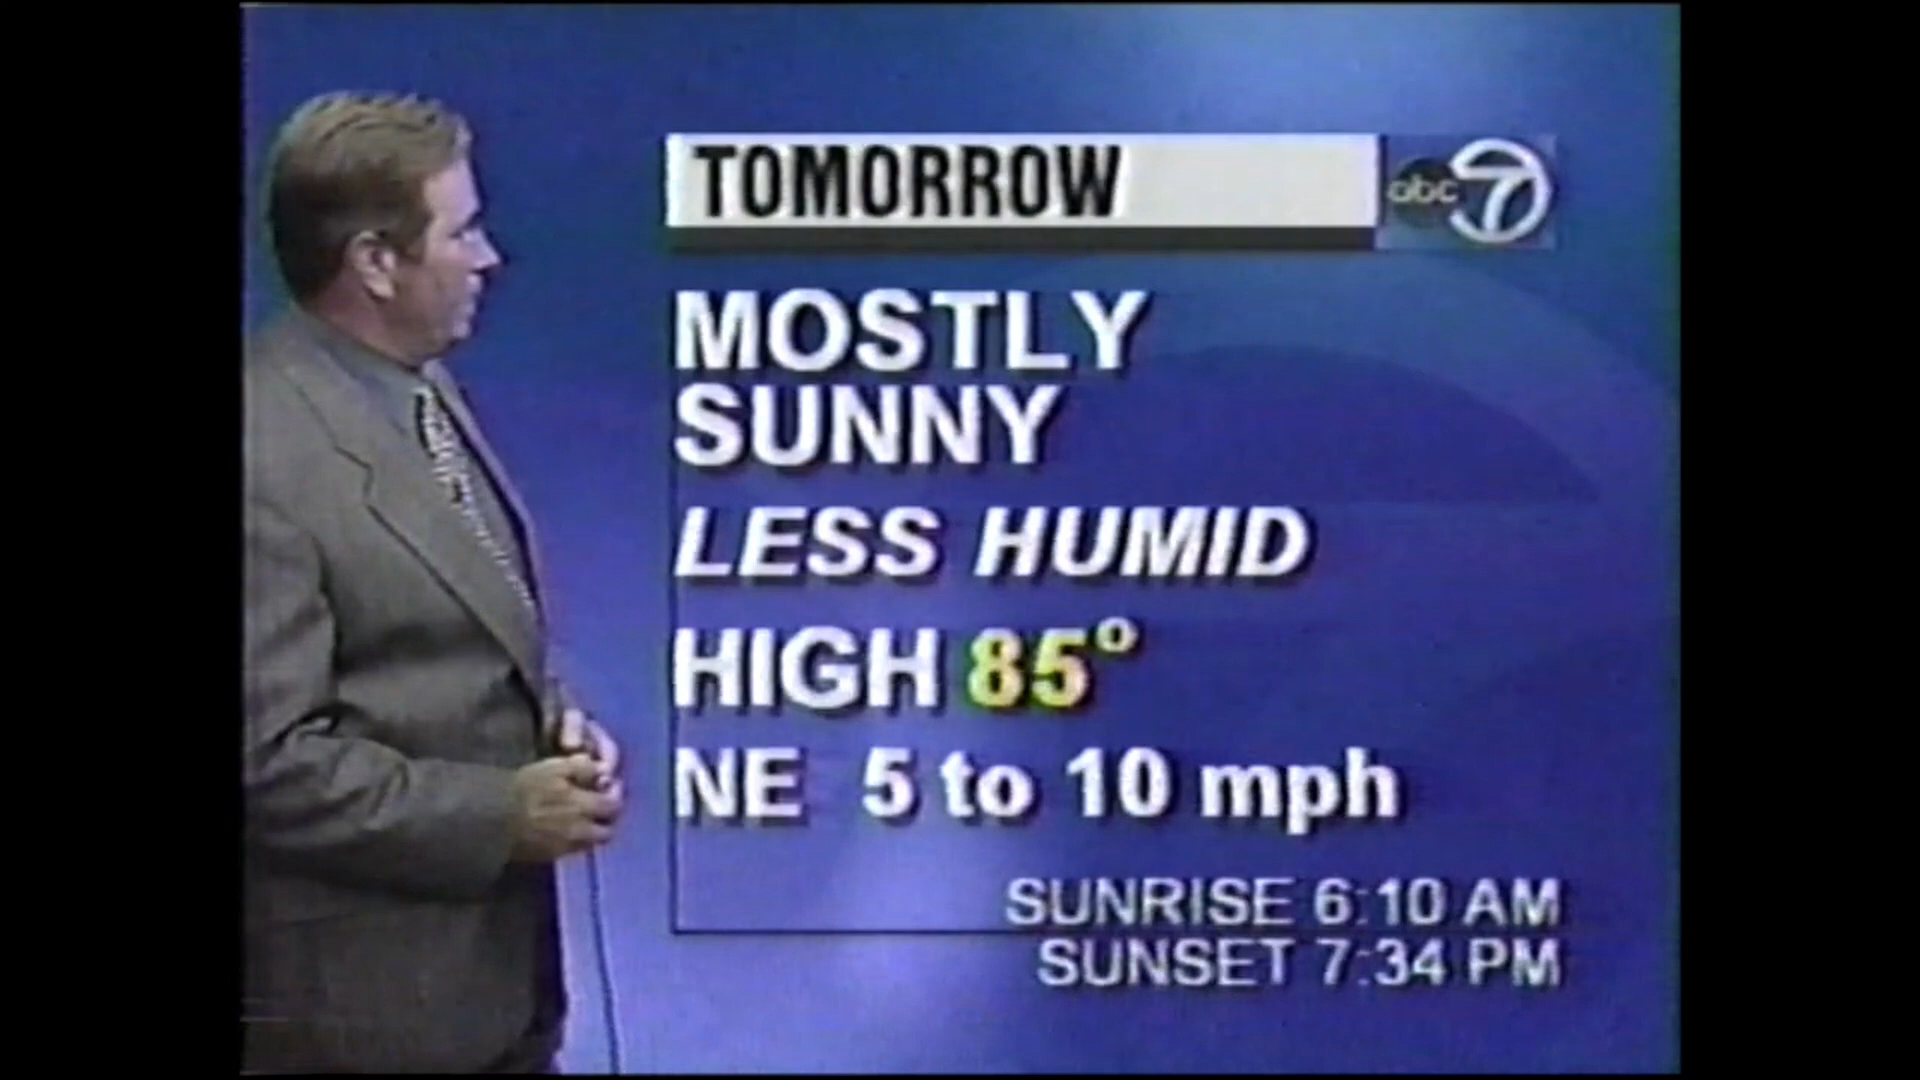 TOMORROW
abc 7
MOSTLY
SUNNY
LESS HUMID
HIGH 85°
NE 5 to 10 mph
SUNRISE 6:10 AM
SUNSET 7:34 PM